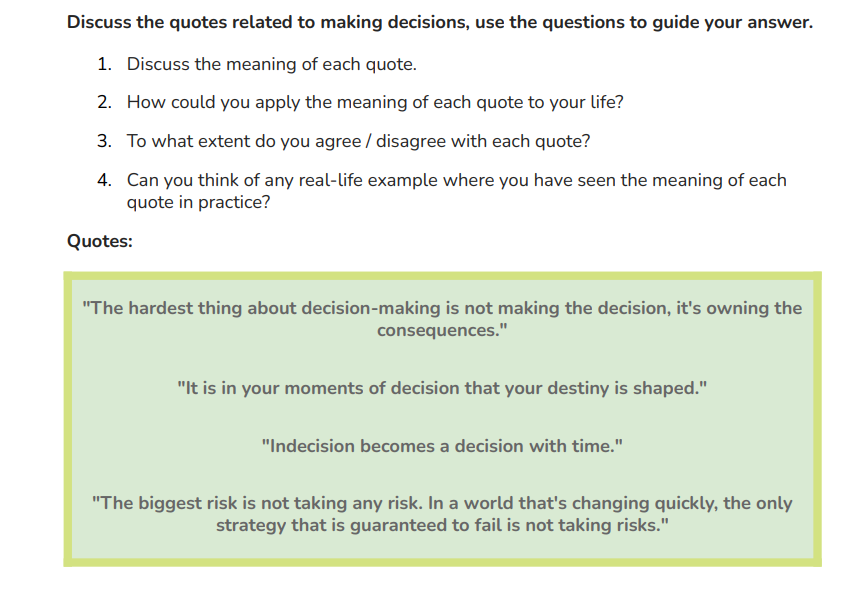 Discuss the quotes related to making decisions, use the questions to guide your answer.
1. Discuss the meaning of each quote.
2. How could you apply the meaning of each quote to your life?
3. To what extent do you agree / disagree with each quote?
4. Can you think of any real-life example where you have seen the meaning of each
quote in practice?
Quotes:
"The hardest thing about decision-making is not making the decision, it's owning the
consequences."
"It is in your moments of decision that your destiny is shaped."
"Indecision becomes a decision with time."
"The biggest risk is not taking any risk. In a world that's changing quickly, the only
strategy that is guaranteed to fail is not taking risks."